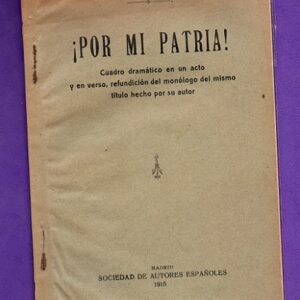 ¡POR MI PATRIA!
Cuadro dramático en un acto
y en verso, refundición del monólogo del mismo
título hecho por su autor
MADRID
SOCIEDAD DE AUTORES ESPAÑOLES
1915